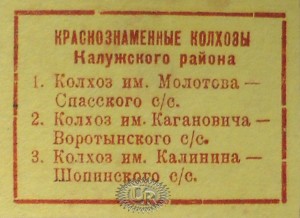 КРАСНОЗНАМЕННЫЕ КОЛХОЗЫ
Калужского района
1. Колхоз им. Молотова —
Спасского с/с.
2. Колхоз им. Кагановича —
Воротынского с/с.
3. Колхоз им. Калинина —
Шопинского с/с.